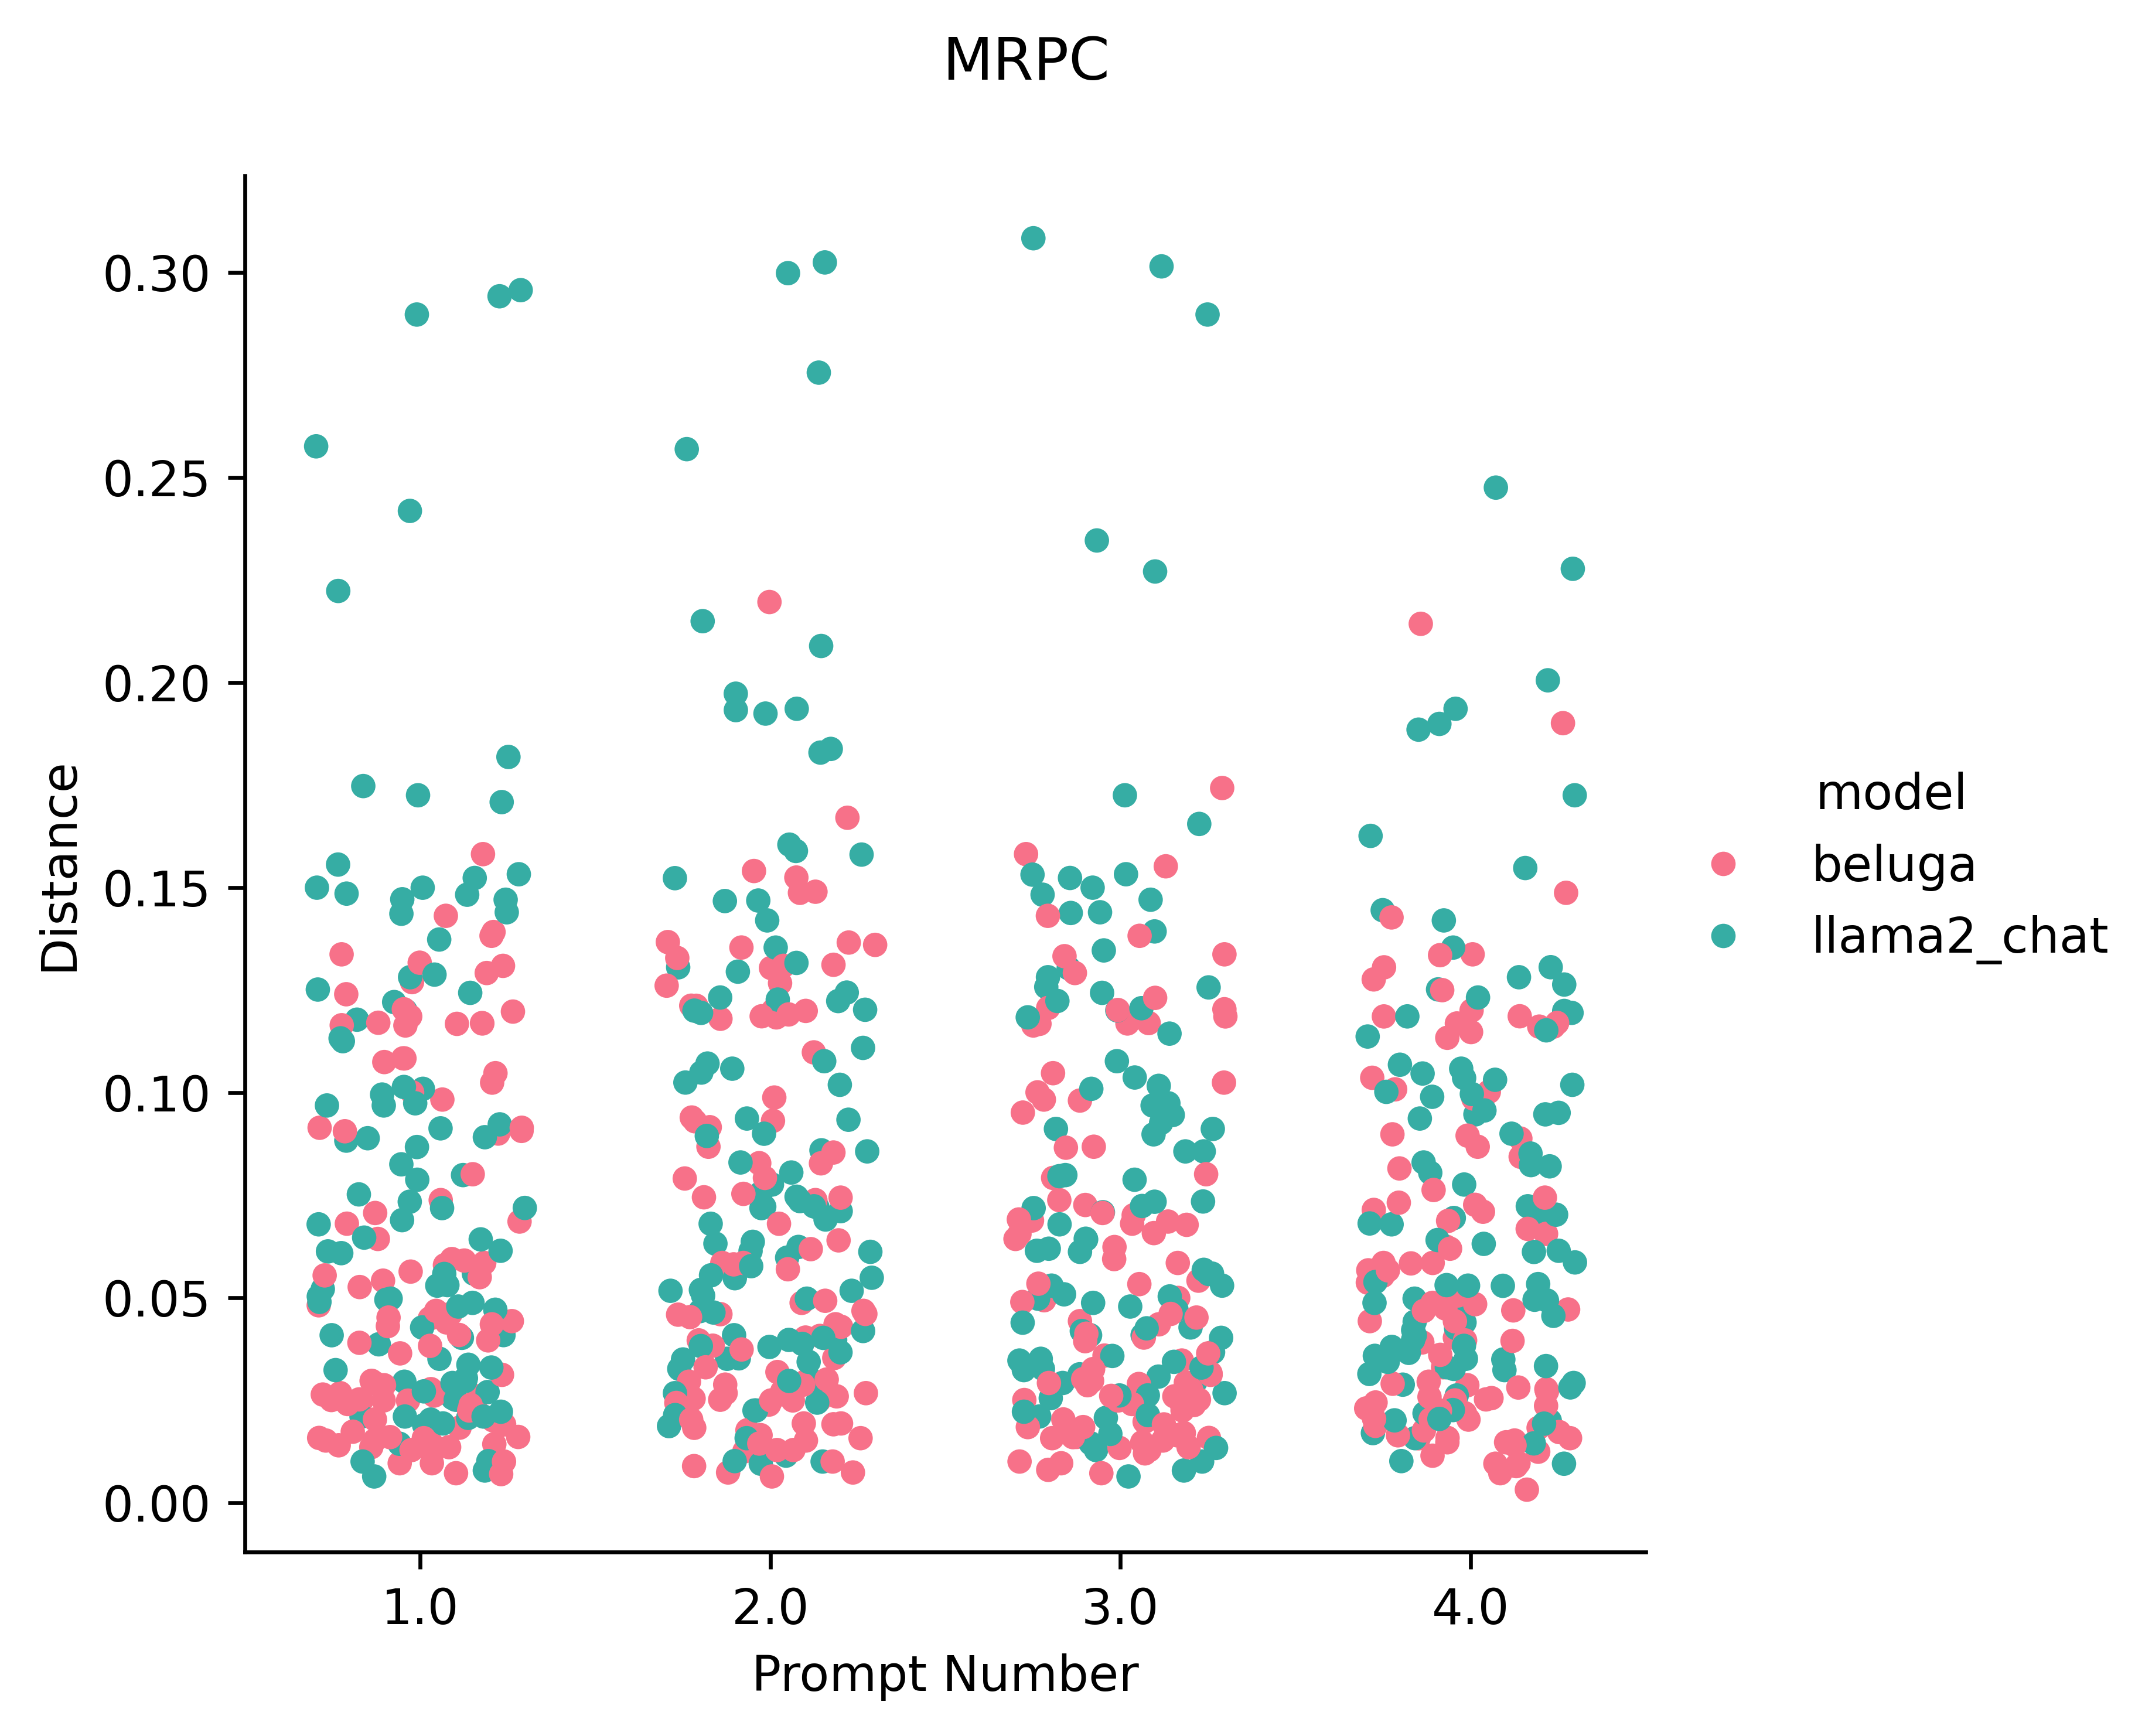 MRPC
0.30
0.25
0.20
0.15
0.10
0.05
0.00
Distance
1.0 2.0 3.0 4.0
Prompt Number
model
beluga
llama2_chat